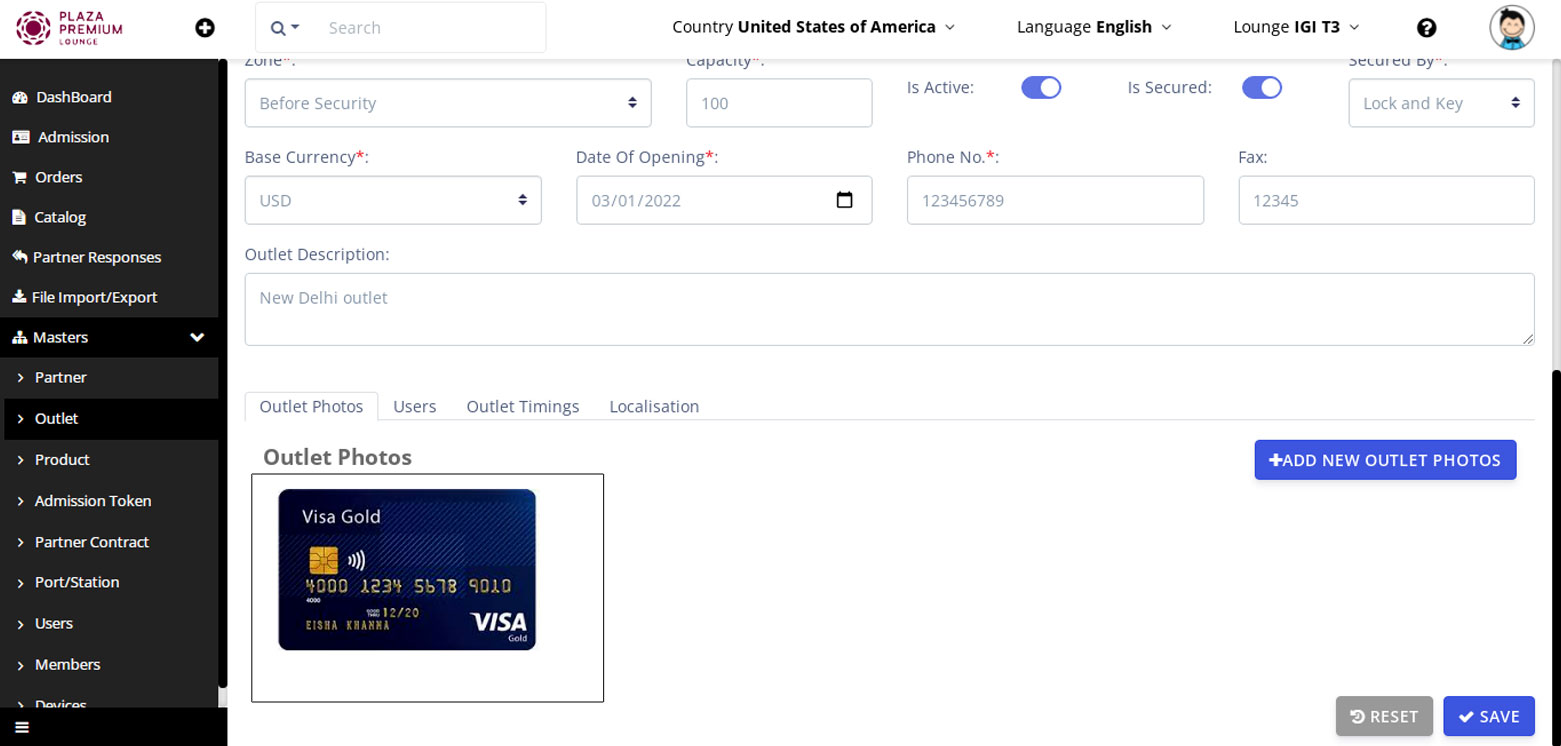 PLAZA
PREMIUM
LOUNGE
Search
Country United States of America
Language English
Lounge IGI T3
DashBoard
Admission
Orders
Catalog
Partner Responses
File Import/Export
Masters
Partner
Outlet
Product
Admission Token
Partner Contract
Port/Station
Users
Members
Devices
Zone*:
Capacity*:
Is Active:
Is Secured:
Secured By*:
Before Security
100
Lock and Key
Base Currency*:
Date Of Opening*:
Phone No.*:
Fax:
USD
03/01/2022
123456789
12345
Outlet Description:
New Delhi outlet
Outlet Photos
Users
Outlet Timings
Localisation
Outlet Photos
ADD NEW OUTLET PHOTOS
Visa Gold
4000 1234 5678 9010
4000
GOOD
THRU 12/20
EISHA KHANNA
VISA
Gold
RESET
SAVE